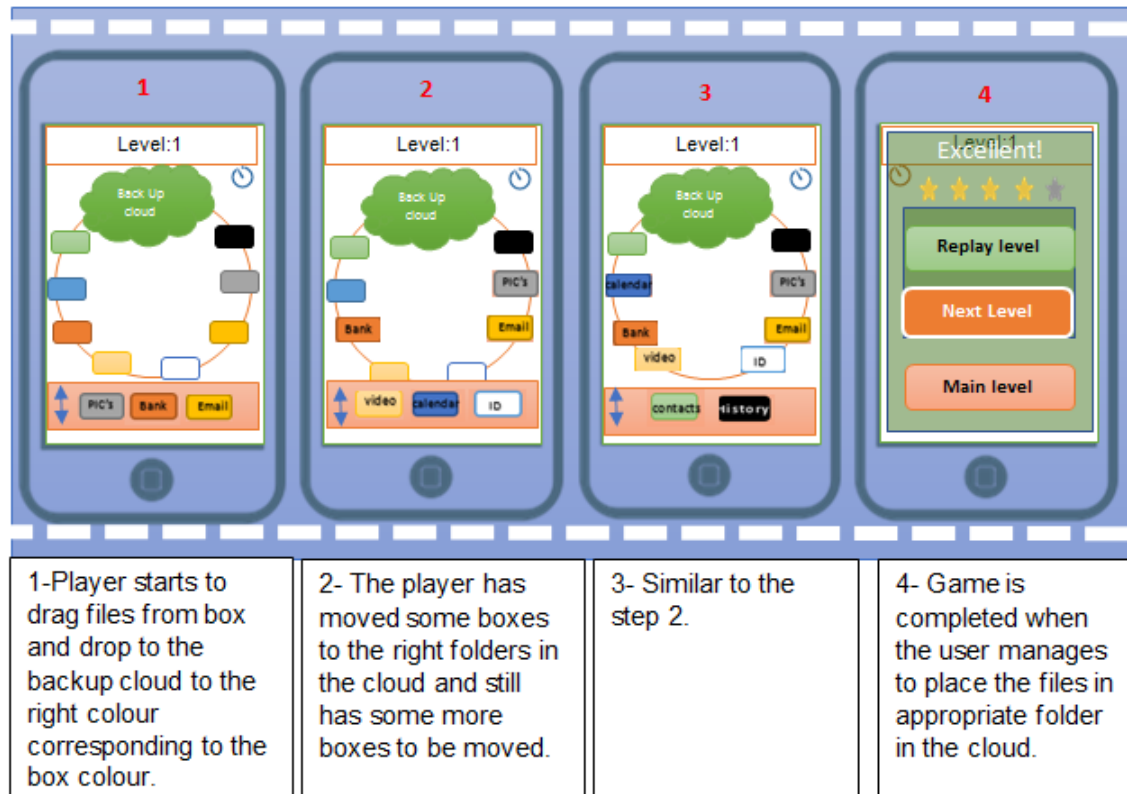 1
Level:1
Back Up
cloud
PIC's
Bank
Email
2
Level:1
Back Up
cloud
PIC's
Bank
Email
video
calendar
ID
3
Level:1
Back Up
cloud
calendar
PIC's
Bank
Email
video
ID
contacts
History
4
Level:1
Excellent!
Replay level
Next Level
Main level
1-Player starts to
drag files from box
and drop to the
backup cloud to the
right colour
corresponding to the
box colour.
2- The player has
moved some boxes
to the right folders in
the cloud and still
has some more
boxes to be moved.
3- Similar to the
step 2.
4- Game is
completed when
the user manages
to place the files in
appropriate folder
in the cloud.